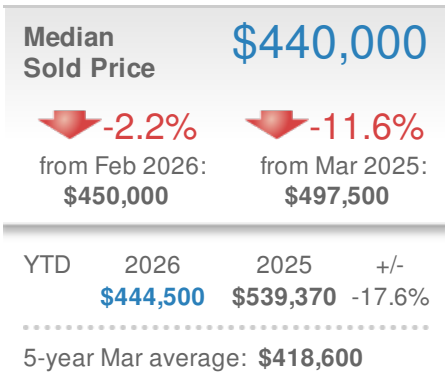 Median
Sold Price
$440,000
-2.2% -11.6%
from Feb 2026: from Mar 2025:
$450,000 $497,500
YTD 2026 2025 +/-
$444,500 $539,370 -17.6%
5-year Mar average: $418,600